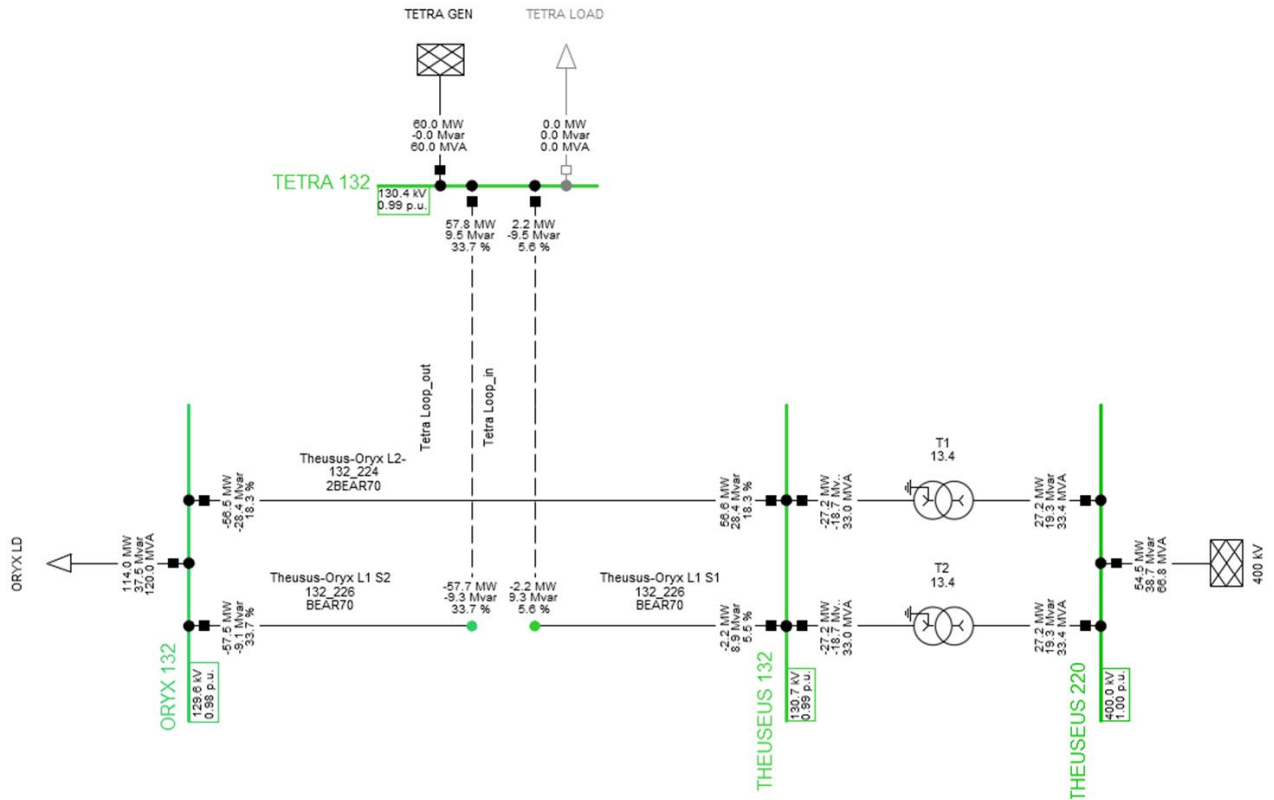 TETRA GEN
TETRA LOAD
60.0 MW
-0.0 Mvar
60.0 MVA
0.0 MW
0.0 Mvar
0.0 MVA
TETRA 132
130.4 kV
0.99 p.u.
57.8 MW
9.5 Mvar
33.7 %
2.2 MW
-9.5 Mvar
5.6 %
Tetra Loop_out
Tetra Loop_in
Theusus-Oryx L2-
132_224
2BEAR70
-56.5 MW
-28.4 Mvar
18.3 %
56.6 MW
28.4 Mvar
18.3 %
-27.2 MW
-18.7 Mv..
33.0 MVA
T1
13.4
27.2 MW
19.3 Mvar
33.4 MVA
ORYX LD
114.0 MW
37.5 Mvar
120.0 MVA
54.5 MW
38.7 Mvar
66.8 MVA
400 kV
Theusus-Oryx L1 S2
132_226
BEAR70
-57.5 MW
-9.1 Mvar
33.7 %
-57.7 MW
-9.3 Mvar
33.7 %
-2.2 MW
9.3 Mvar
5.6 %
Theusus-Oryx L1 S1
132_226
BEAR70
-2.2 MW
8.9 Mvar
5.5 %
-27.2 MW
-18.7 Mv..
33.0 MVA
T2
13.4
27.2 MW
19.3 Mvar
33.4 MVA
ORYX 132
129.6 kV
0.98 p.u.
THEUSEUS 132
130.7 kV
0.99 p.u.
THEUSEUS 220
400.0 kV
1.00 p.u.